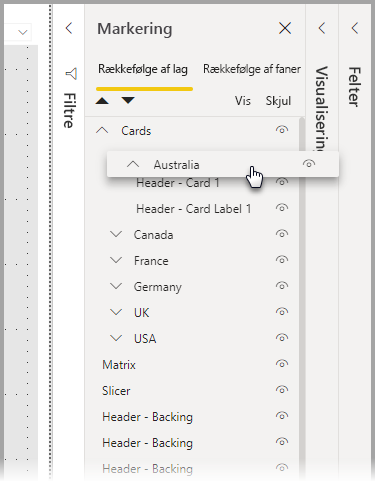 Markering
Rækkefølge af lag
Rækkefølge af faner
Vis
Skjul
Cards
Australia
Header - Card 1
Header - Card Label 1
Canada
France
Germany
UK
USA
Matrix
Slicer
Header - Backing
Header - Backing
Header - Backing
Filtre
Visualisering
Felter